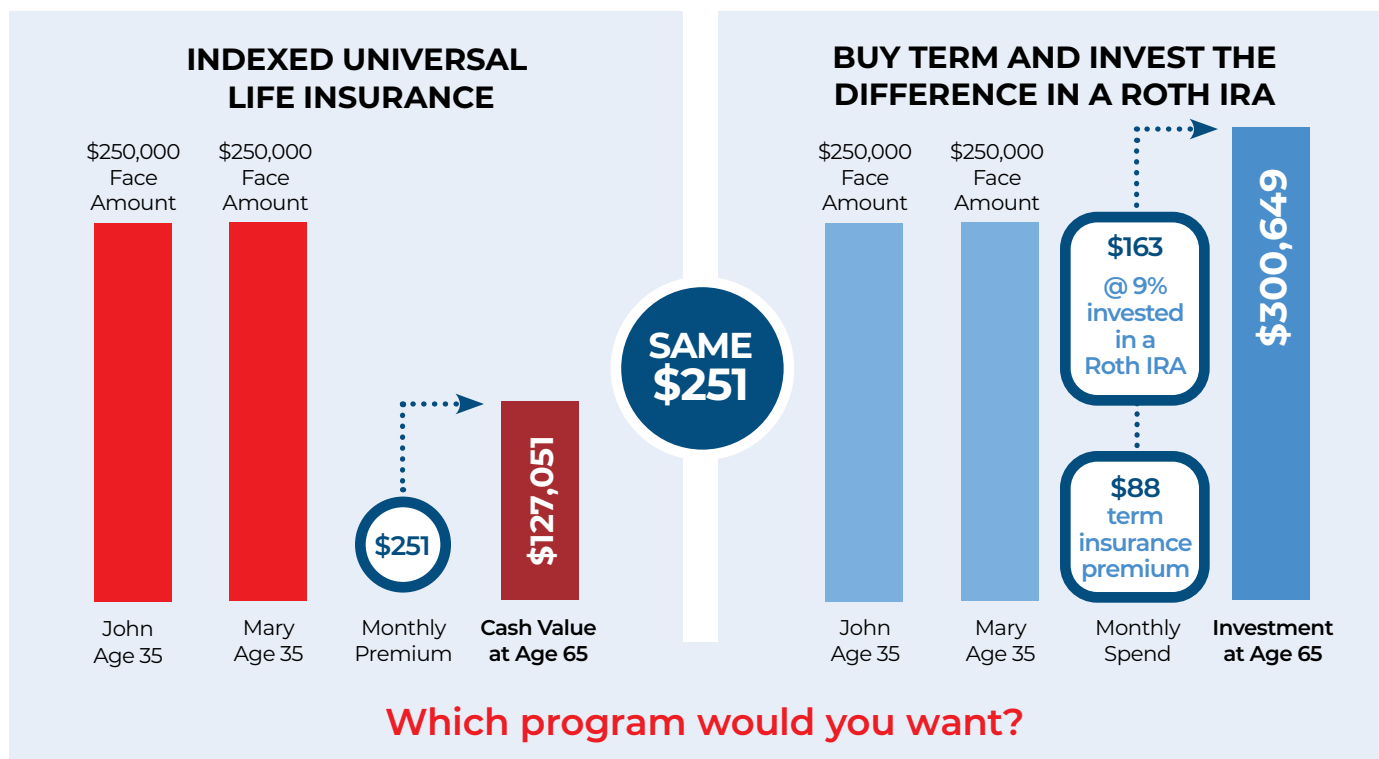 INDEXED UNIVERSAL
LIFE INSURANCE
$250,000
Face
Amount
$250,000
Face
Amount
$251
$127,051
John
Age 35
Mary
Age 35
Monthly
Premium
Cash Value
at Age 65
SAME
$251
BUY TERM AND INVEST THE
DIFFERENCE IN A ROTH IRA
$250,000
Face
Amount
$250,000
Face
Amount
$163
@ 9%
invested
in a
Roth IRA
$88
term
insurance
premium
$300,649
John
Age 35
Mary
Age 35
Monthly
Spend
Investment
at Age 65
Which program would you want?